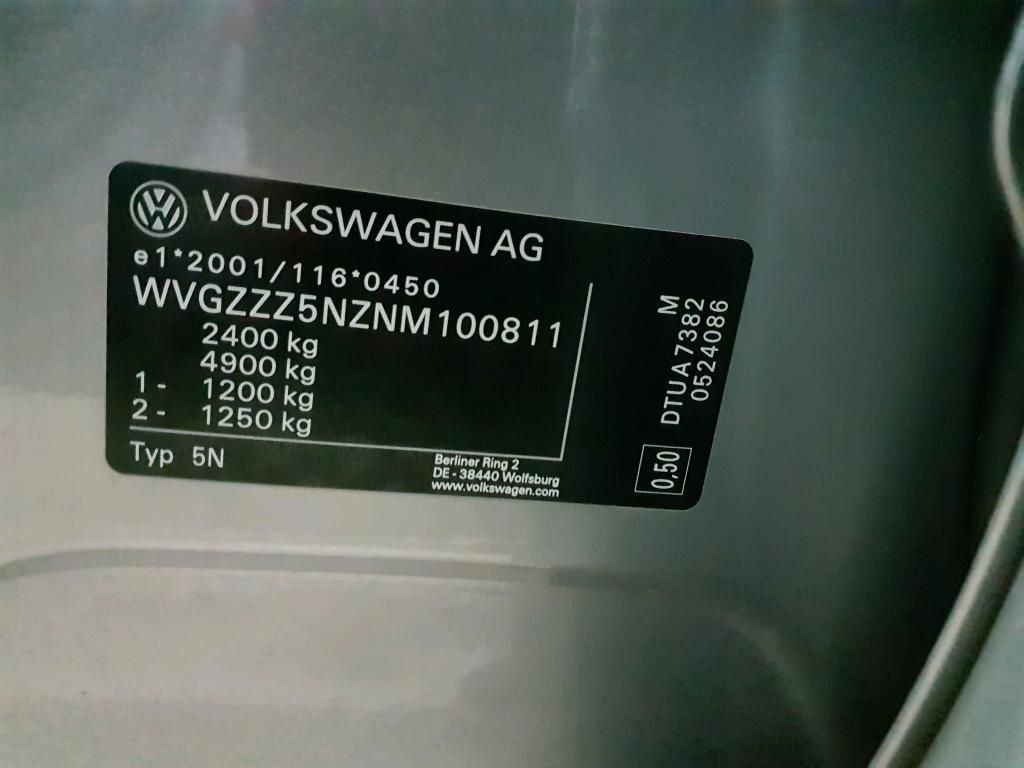 VOLKSWAGEN AG
e1*2001/116*0450
WVGZZZ5NZNM100811
2400 kg
4900 kg
1 - 1200 kg
2 - 1250 kg
Typ 5N
Berliner Ring 2
DE - 38440 Wolfsburg
www.volkswagen.com
0,50
DTUA7382 M
0524086